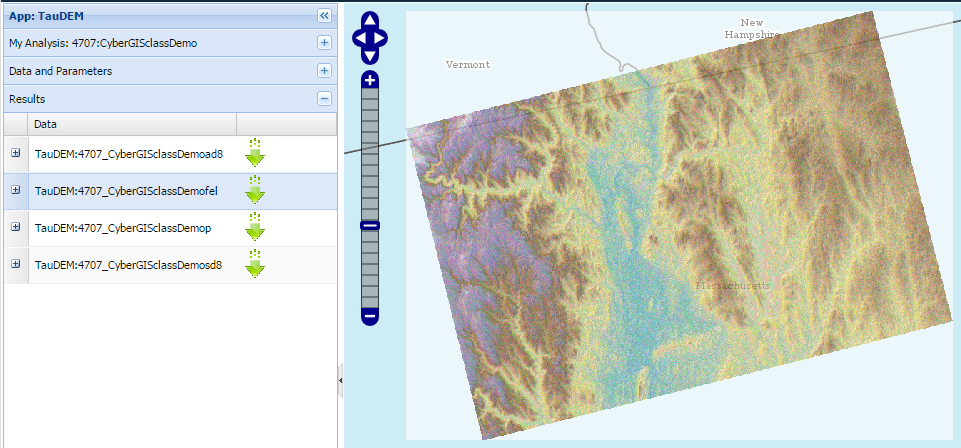 App: TauDEM
My Analysis: 4707:CyberGISclassDemo
Data and Parameters
Results
Data
TauDEM:4707_CyberGISclassDemoad8
TauDEM:4707_CyberGISclassDemofel
TauDEM:4707_CyberGISclassDemop
TauDEM:4707_CyberGISclassDemosd8
New
Hampshire
Vermont
Massachusetts